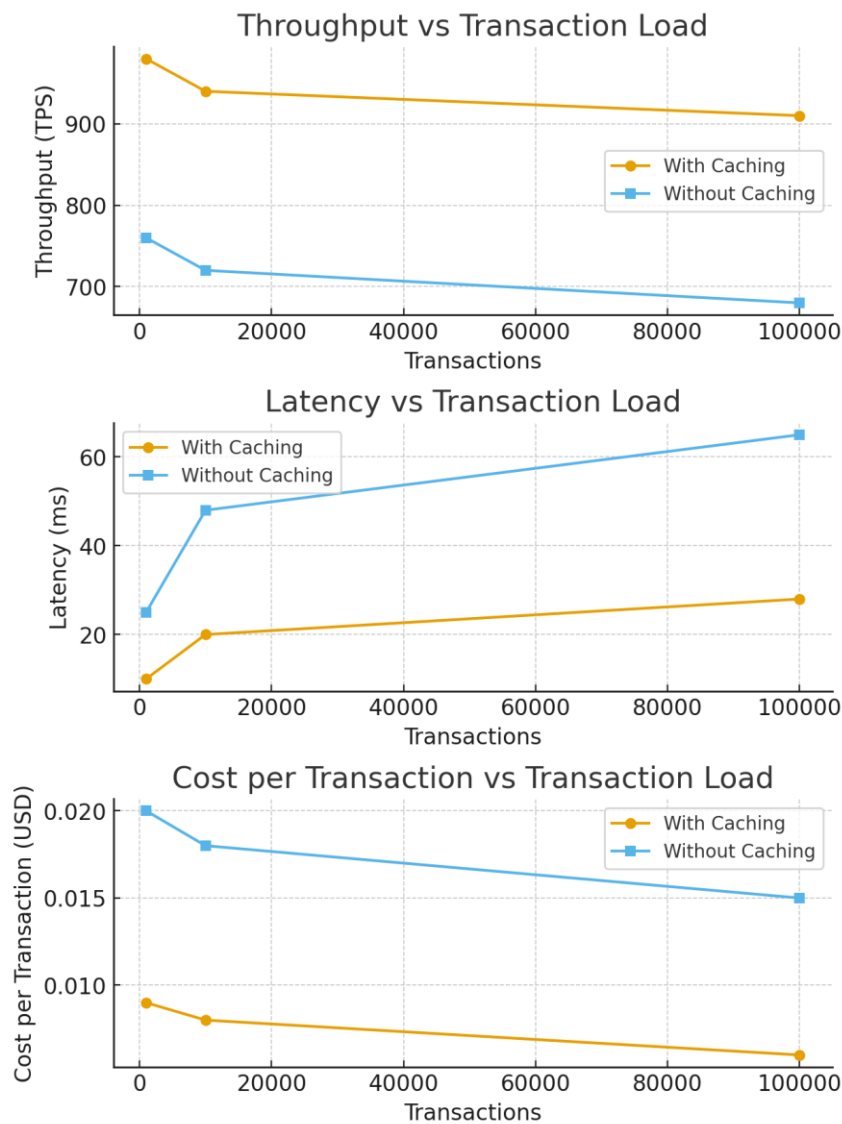 Throughput vs Transaction Load
Throughput (TPS)
900
800
700
With Caching
Without Caching
0 20000 40000 60000 80000 100000
Transactions
Latency vs Transaction Load
Latency (ms)
60
40
20
With Caching
Without Caching
0 20000 40000 60000 80000 100000
Transactions
Cost per Transaction vs Transaction Load
Cost per Transaction (USD)
0.020
0.015
0.010
With Caching
Without Caching
0 20000 40000 60000 80000 100000
Transactions